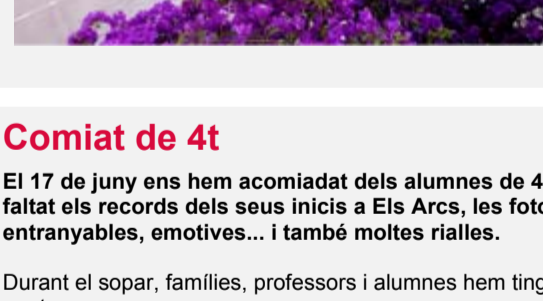 Comiat de 4t
El 17 de juny ens hem acomiadat dels alumnes de 4
faltat els records dels seus inicis a Els Arcs, les foto
entranyables, emotives... i també moltes rialles.
Durant el sopar, famílies, professors i alumnes hem ting